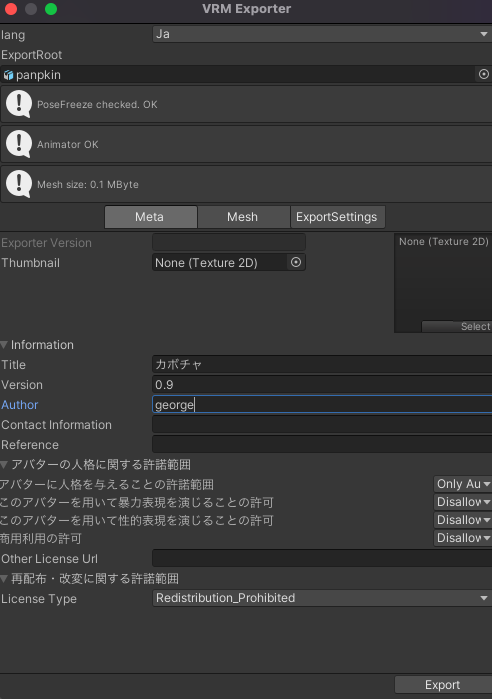 VRM Exporter
lang Ja
ExportRoot
panpkin
PoseFreeze checked. OK
Animator OK
Mesh size: 0.1 MByte
Meta Mesh ExportSettings
Exporter Version
None (Texture 2D)
Thumbnail None (Texture 2D)
Select
Information
Title カボチャ
Version 0.9
Author george
Contact Information
Reference
アバターの人格に関する許諾範囲
アバターに人格を与えることの許諾範囲 Only Au
このアバターを用いて暴力表現を演じることの許可 Disallow
このアバターを用いて性的表現を演じることの許可 Disallow
商用利用の許可 Disallow
Other License Url
再配布・改変に関する許諾範囲
License Type Redistribution_Prohibited
Export